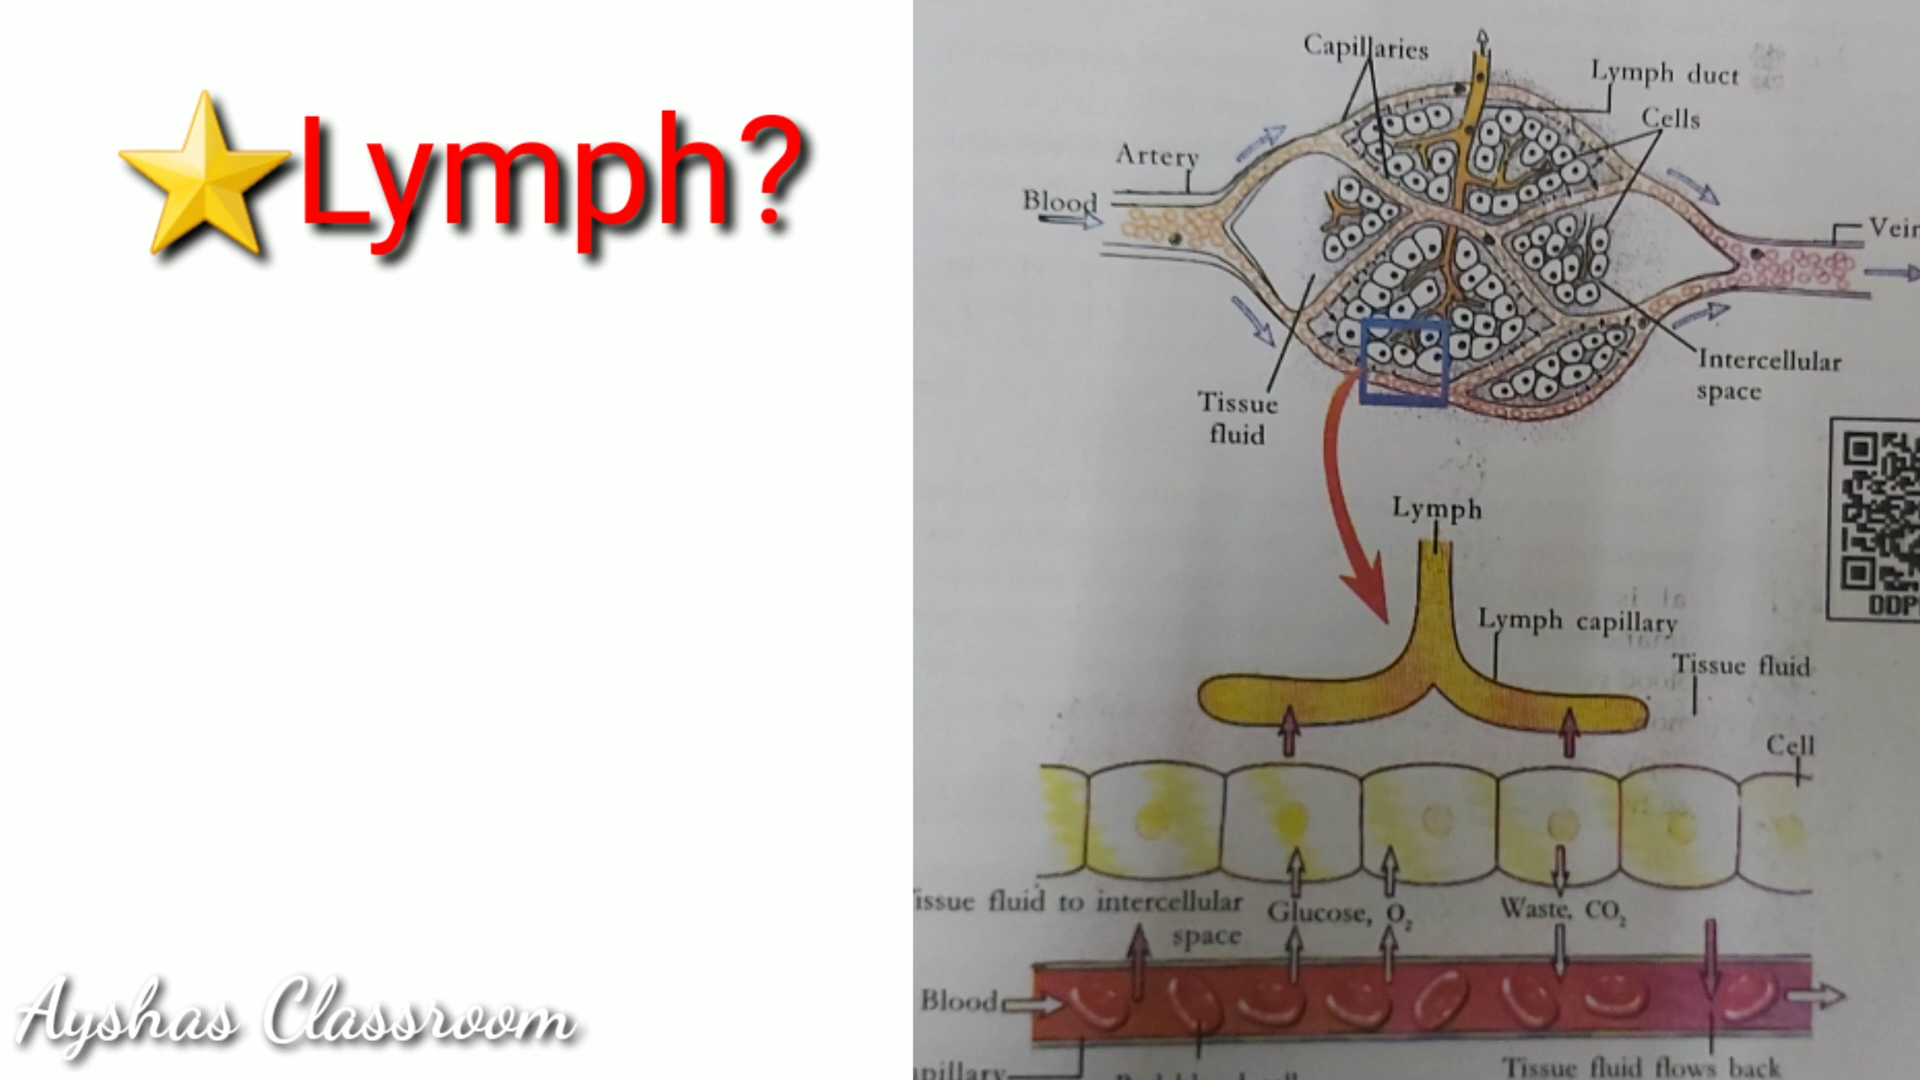 Lymph?
Capillaries
Lymph duct
Cells
Artery
Blood
Vein
Intercellular
space
Tissue
fluid
Lymph
Lymph capillary
Tissue fluid
Cell
issue fluid to intercellular
space
Glucose, O₂
Waste, CO₂
Blood
apillary
Tissue fluid flows back
Ayshas Classroom